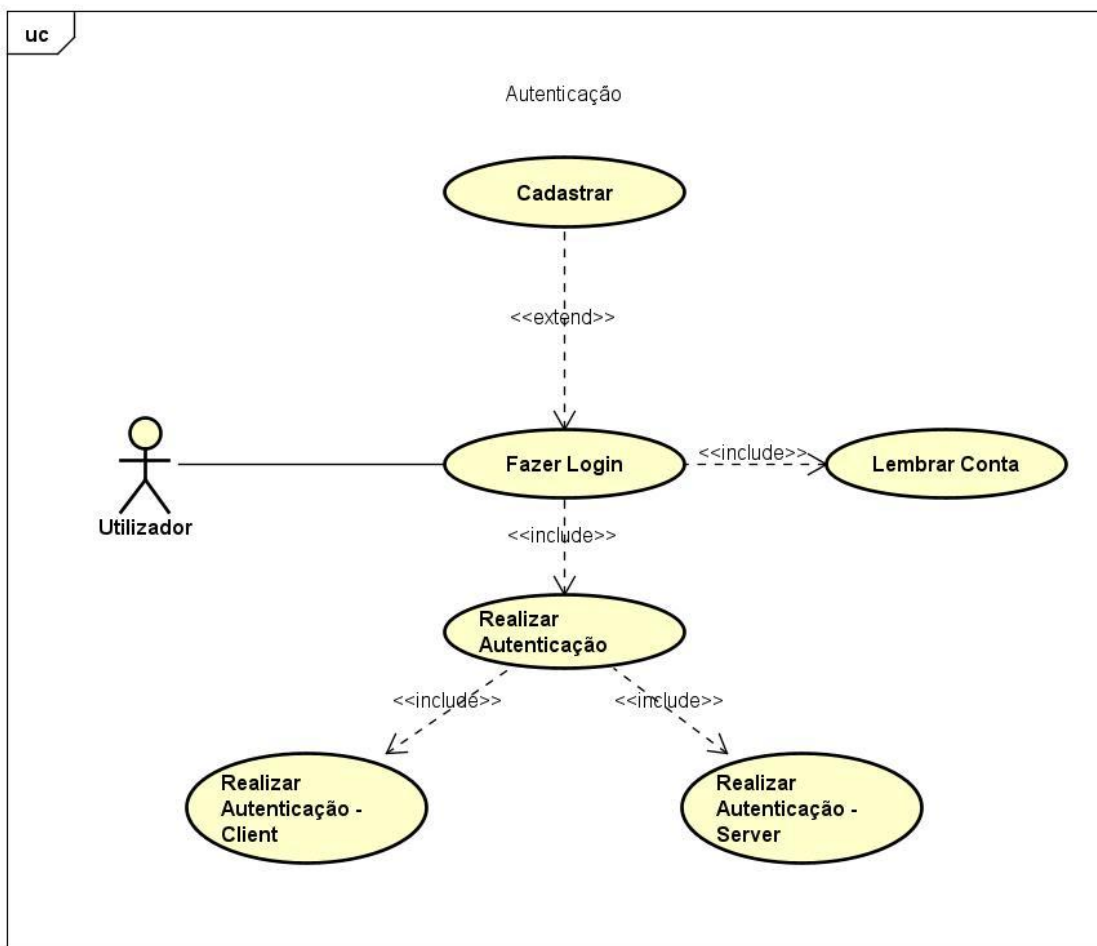 uc
Autenticação
Cadastrar
<<extend>>
Fazer Login
<<include>>
Lembrar Conta
Utilizador
<<include>>
Realizar
Autenticação
<<include>>
<<include>>
Realizar
Autenticação -
Client
Realizar
Autenticação -
Server